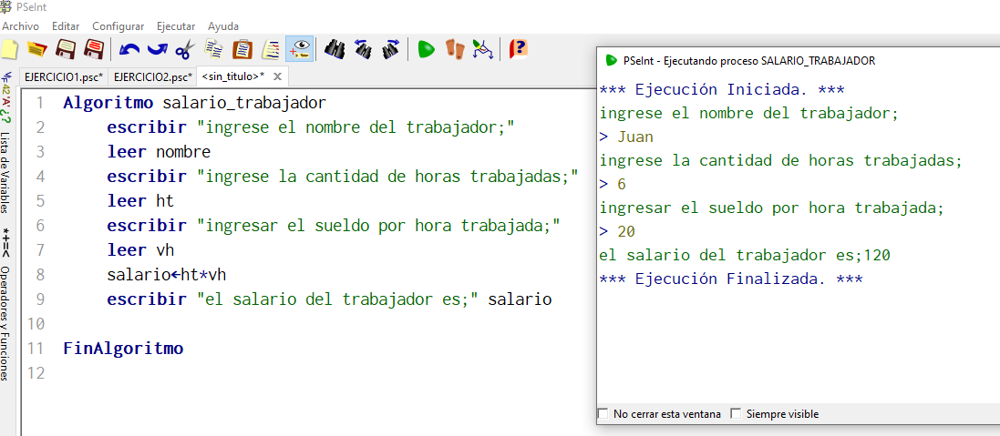 PSeInt
Archivo Editar Configurar Ejecutar Ayuda
EJERCICIO1.psc* EJERCICIO2.psc* <sin_titulo>*
Lista de Variables
*+=< Operadores y Funciones
1 Algoritmo salario_trabajador
2 escribir "ingrese el nombre del trabajador;"
3 leer nombre
4 escribir "ingrese la cantidad de horas trabajadas;"
5 leer ht
6 escribir "ingresar el sueldo por hora trabajada;"
7 leer vh
8 salario←ht*vh
9 escribir "el salario del trabajador es;" salario
10
11 FinAlgoritmo
12
PSeInt - Ejecutando proceso SALARIO_TRABAJADOR
*** Ejecución Iniciada. ***
ingrese el nombre del trabajador;
> Juan
ingrese la cantidad de horas trabajadas;
> 6
ingresar el sueldo por hora trabajada;
> 20
el salario del trabajador es;120
*** Ejecución Finalizada. ***
No cerrar esta ventana Siempre visible